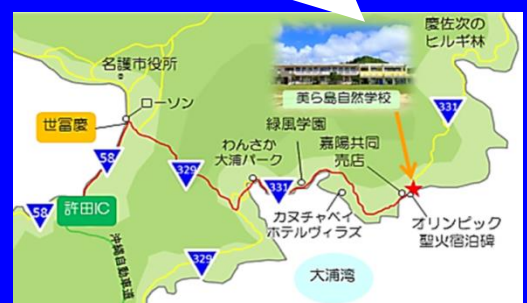 慶佐次の
ヒルギ林
名護市役所
美ら島自然学校
331
ローソン
世冨慶
緑風学園
嘉陽共同
売店
わんさか
大浦パーク
58
329
331
58
許田IC
カヌチャベイ
ホテルヴィラズ
オリンピック
聖火宿泊碑
沖縄自動車道
329
大浦湾